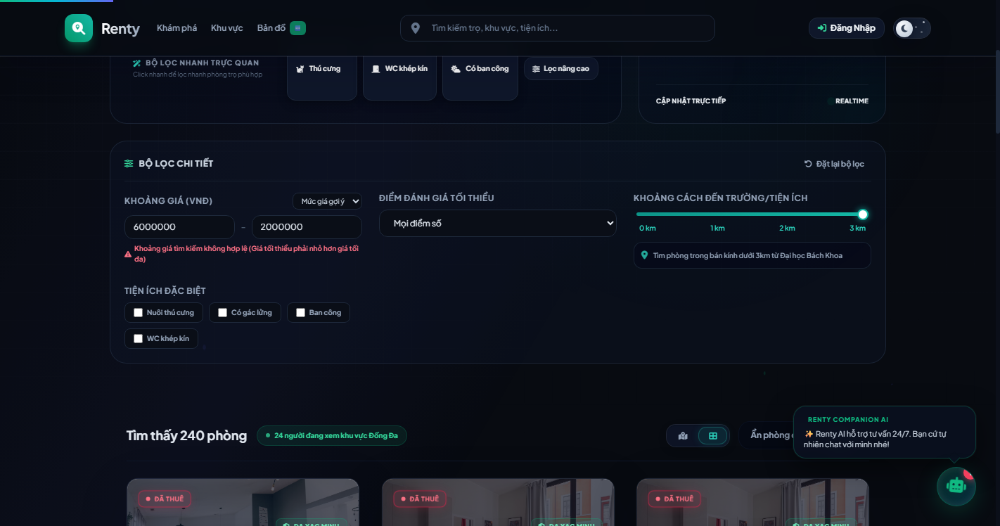 Renty
Khám phá
Khu vực
Bản đồ
Tìm kiếm trọ, khu vực, tiện ích...
Đăng Nhập
BỘ LỌC NHANH TRỰC QUAN
Click nhanh để lọc nhanh phòng trọ phù hợp
Thú cưng
WC khép kín
Có ban công
Lọc nâng cao
CẬP NHẬT TRỰC TIẾP
REALTIME
BỘ LỌC CHI TIẾT
Đặt lại bộ lọc
KHOẢNG GIÁ (VNĐ)
Mức giá gợi ý
6000000
–
2000000
Khoảng giá tìm kiếm không hợp lệ (Giá tối thiểu phải nhỏ hơn giá tối
đa)
ĐIỂM ĐÁNH GIÁ TỐI THIỂU
Mọi điểm số
KHOẢNG CÁCH ĐẾN TRƯỜNG/TIỆN ÍCH
0 km
1 km
2 km
3 km
Tìm phòng trong bán kính dưới 3km từ Đại học Bách Khoa
TIỆN ÍCH ĐẶC BIỆT
Nuôi thú cưng
Có gác lửng
Ban công
WC khép kín
Tìm thấy 240 phòng
24 người đang xem khu vực Đống Đa
Ẩn phòng
RENTY COMPANION AI
✨ Renty AI hỗ trợ tư vấn 24/7. Bạn cứ tự
nhiên chat với mình nhé!
ĐÃ THUÊ
ĐÃ THUÊ
ĐÃ THUÊ